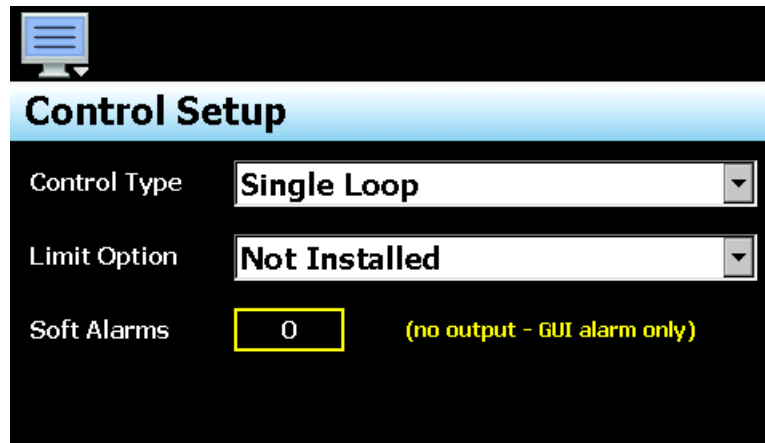 Control Setup
Control Type Single Loop
Limit Option Not Installed
Soft Alarms 0 (no output - GUI alarm only)